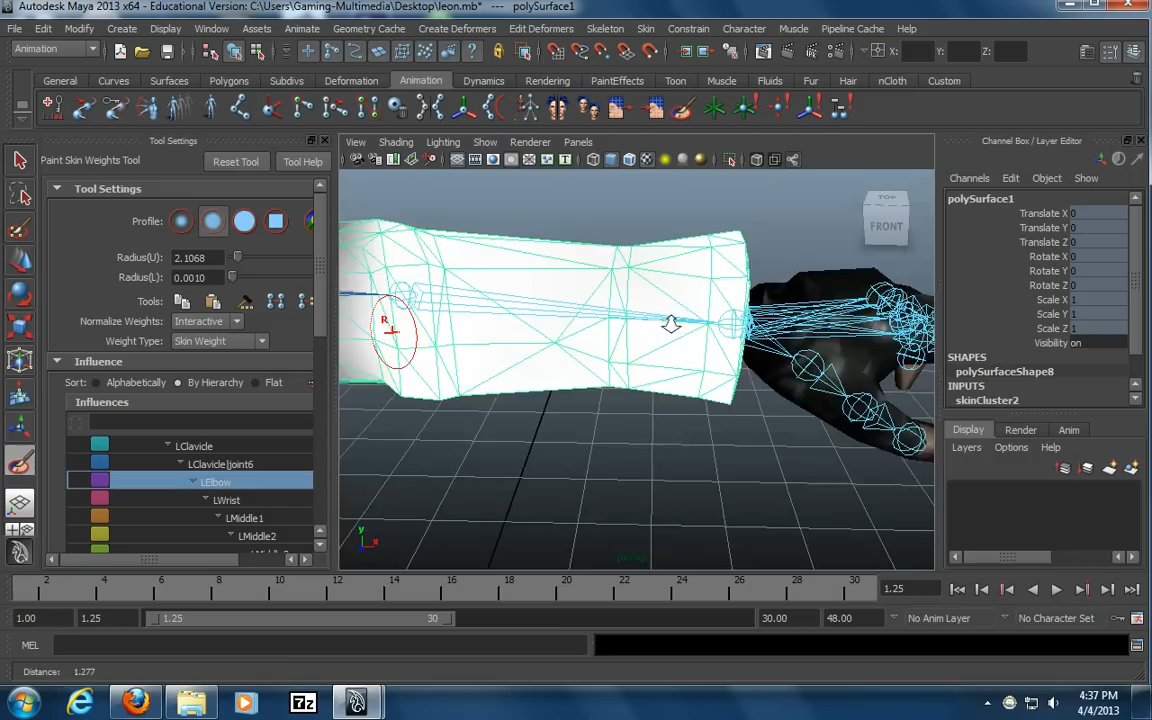 Autodesk Maya 2013 x64 - Educational Version: C:\Users\Gaming-Multimedia\Desktop\leon.mb* --- polySurface1
File Edit Modify Create Display Window Assets Animate Geometry Cache Create Deformers Edit Deformers Skeleton Skin Constrain Character Muscle Pipeline Cache Help
Animation X: Y: Z:
General Curves Surfaces Polygons Subdivs Deformation Animation Dynamics Rendering PaintEffects Toon Muscle Fluids Fur Hair nCloth Custom
Tool Settings
Paint Skin Weights Tool Reset Tool Tool Help
Tool Settings
Profile:
Radius(U): 2.1068
Radius(L): 0.0010
Tools:
Normalize Weights: Interactive
Weight Type: Skin Weight
Influence
Sort: Alphabetically By Hierarchy Flat
Influences
LClavide
LClavide|joint6
LElbow
LWrist
LMiddle1
LMiddle2
View Shading Lighting Show Renderer Panels
TOP
FRONT
R
y
x
persp
Channel Box / Layer Editor
Channels Edit Object Show
polySurface1
Translate X 0
Translate Y 0
Translate Z 0
Rotate X 0
Rotate Y 0
Rotate Z 0
Scale X 1
Scale Y 1
Scale Z 1
Visibility on
SHAPES
polySurfaceShape8
INPUTS
skinCluster2
Display Render Anim
Layers Options Help
2 4 6 8 10 12 14 16 18 20 22 24 26 28 30 1.25
1.00 1.25 1.25 30 30.00 48.00 No Anim Layer No Character Set
MEL
Distance: 1.277
7z
4:37 PM
4/4/2013